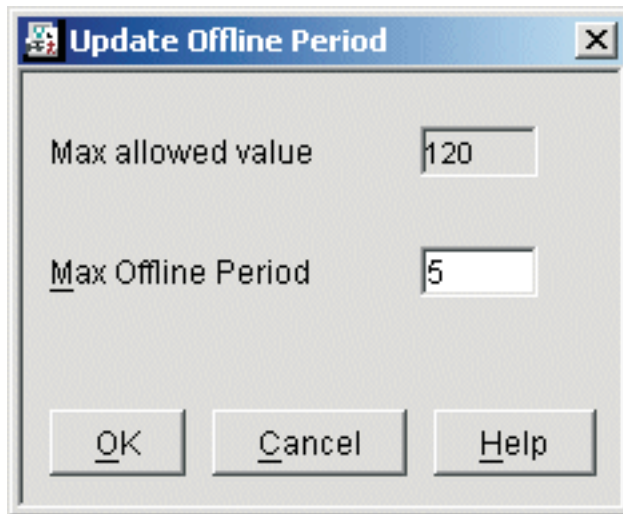 Update Offline Period
Max allowed value 120
Max Offline Period 5
OK Cancel Help